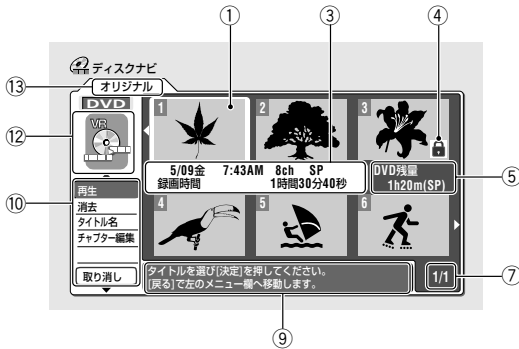 ① ③ ④
ディスクナビ
⑬ オリジナル
DVD
1 2 3
⑫ VR
5/09金 7:43AM 8ch SP
録画時間 1時間30分40秒
DVD残量
1h20m(SP)
⑤
4 5 6
⑩ 再生
消去
タイトル名
チャプター編集
取り消し
タイトルを選び[決定]を押してください。
[戻る]で左のメニュー欄へ移動します。
1/1
⑦
⑨